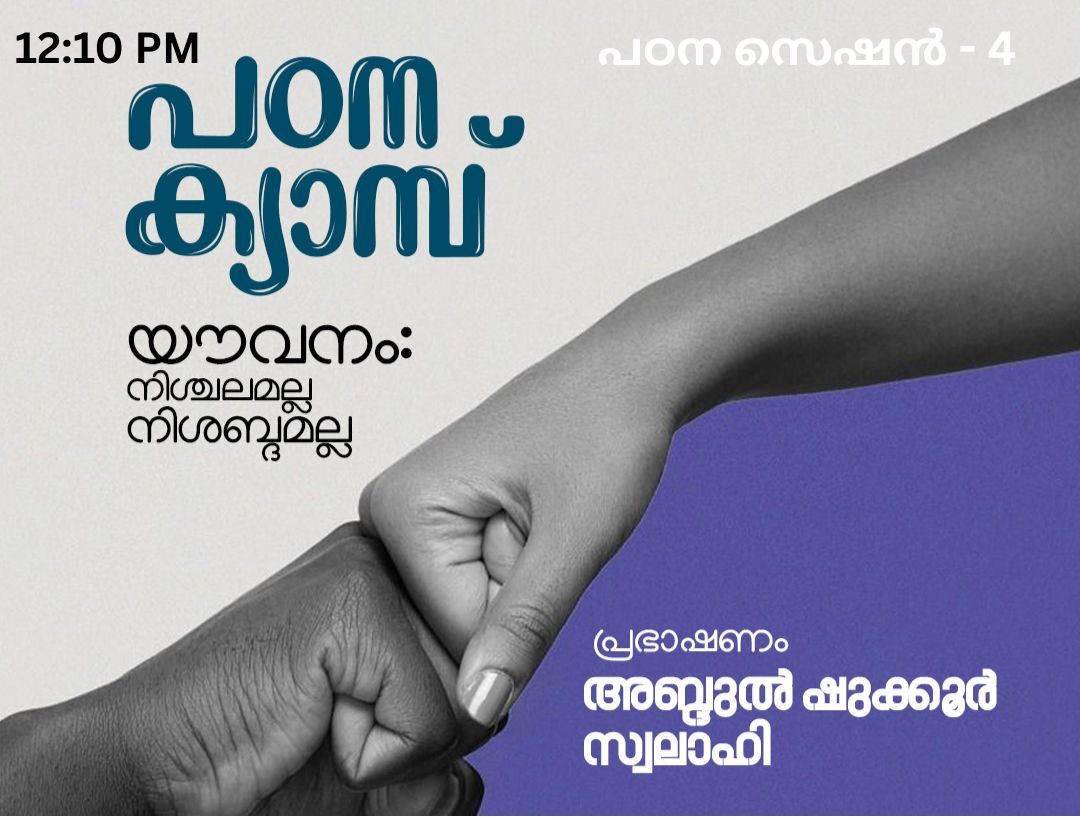 12:10 PM
പഠന സെഷൻ - 4
പഠന
ക്യാമ്പ്
യൗവനം:
നിശ്ചലമല്ല
നിശബ്ദമല്ല
പ്രഭാഷണം
അബ്ദുൽ ഷുക്കൂർ
സ്വലാഹി